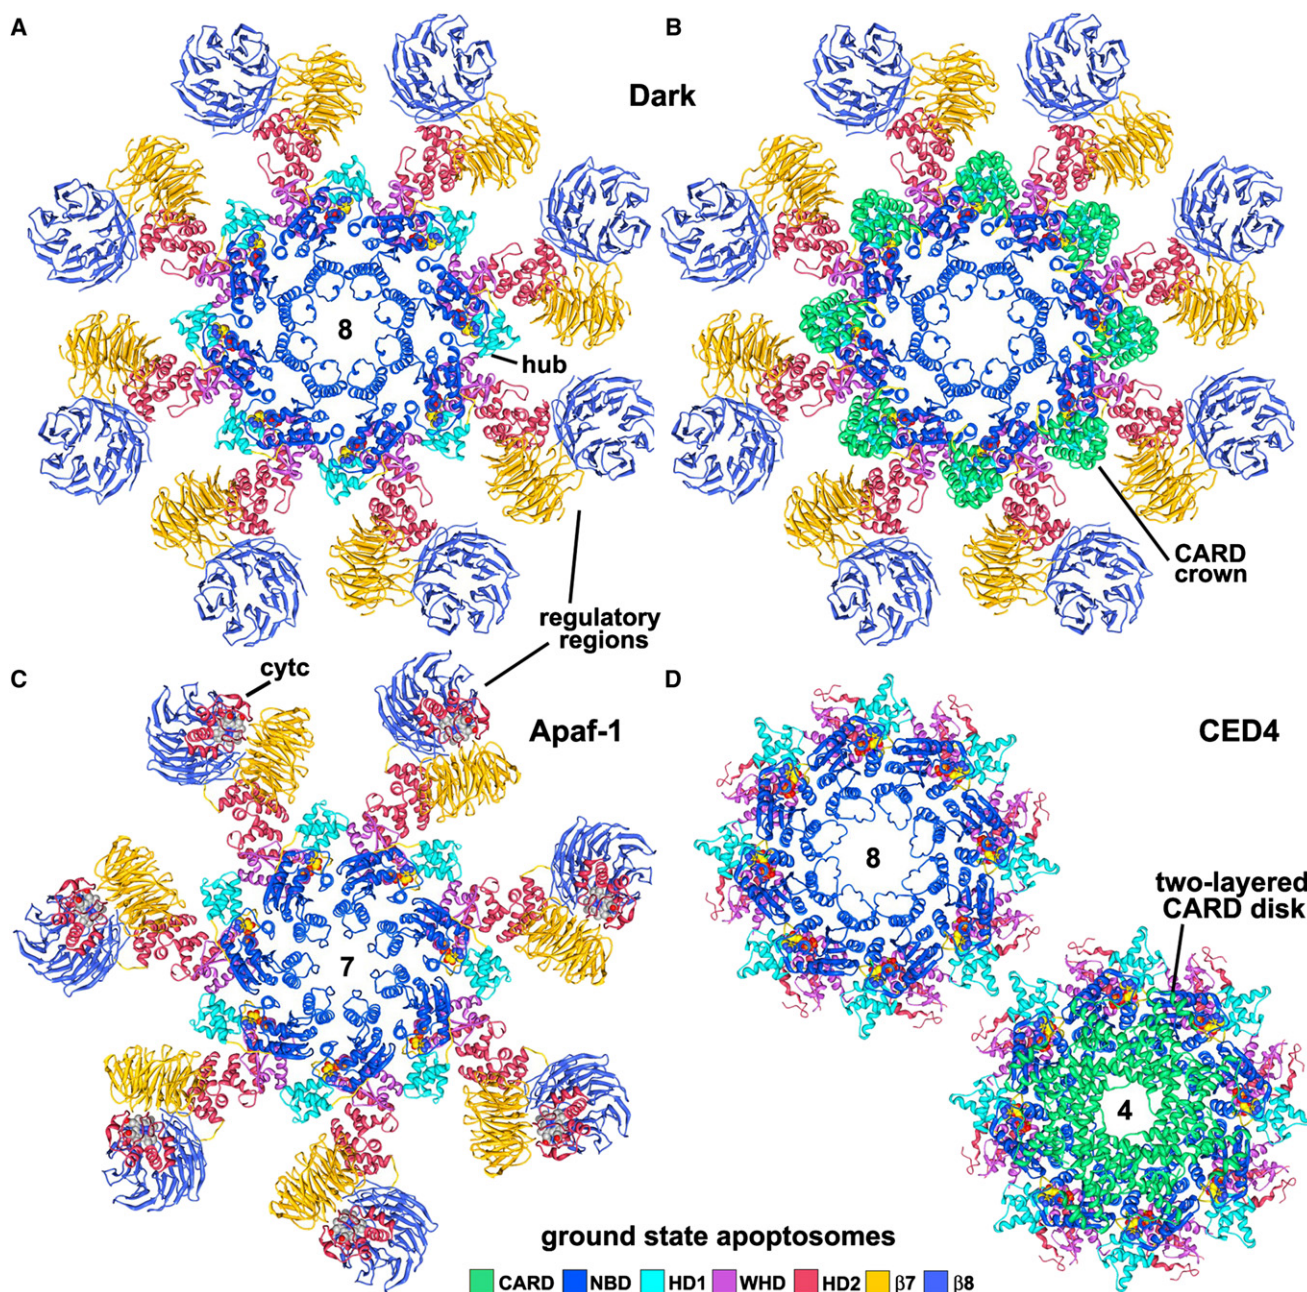 A
B
Dark
8
hub
CARD
crown
regulatory
regions
C
cytc
D
Apaf-1
CED4
7
8
two-layered
CARD disk
4
ground state apoptosomes
CARD NBD HD1 WHD HD2 β7 β8